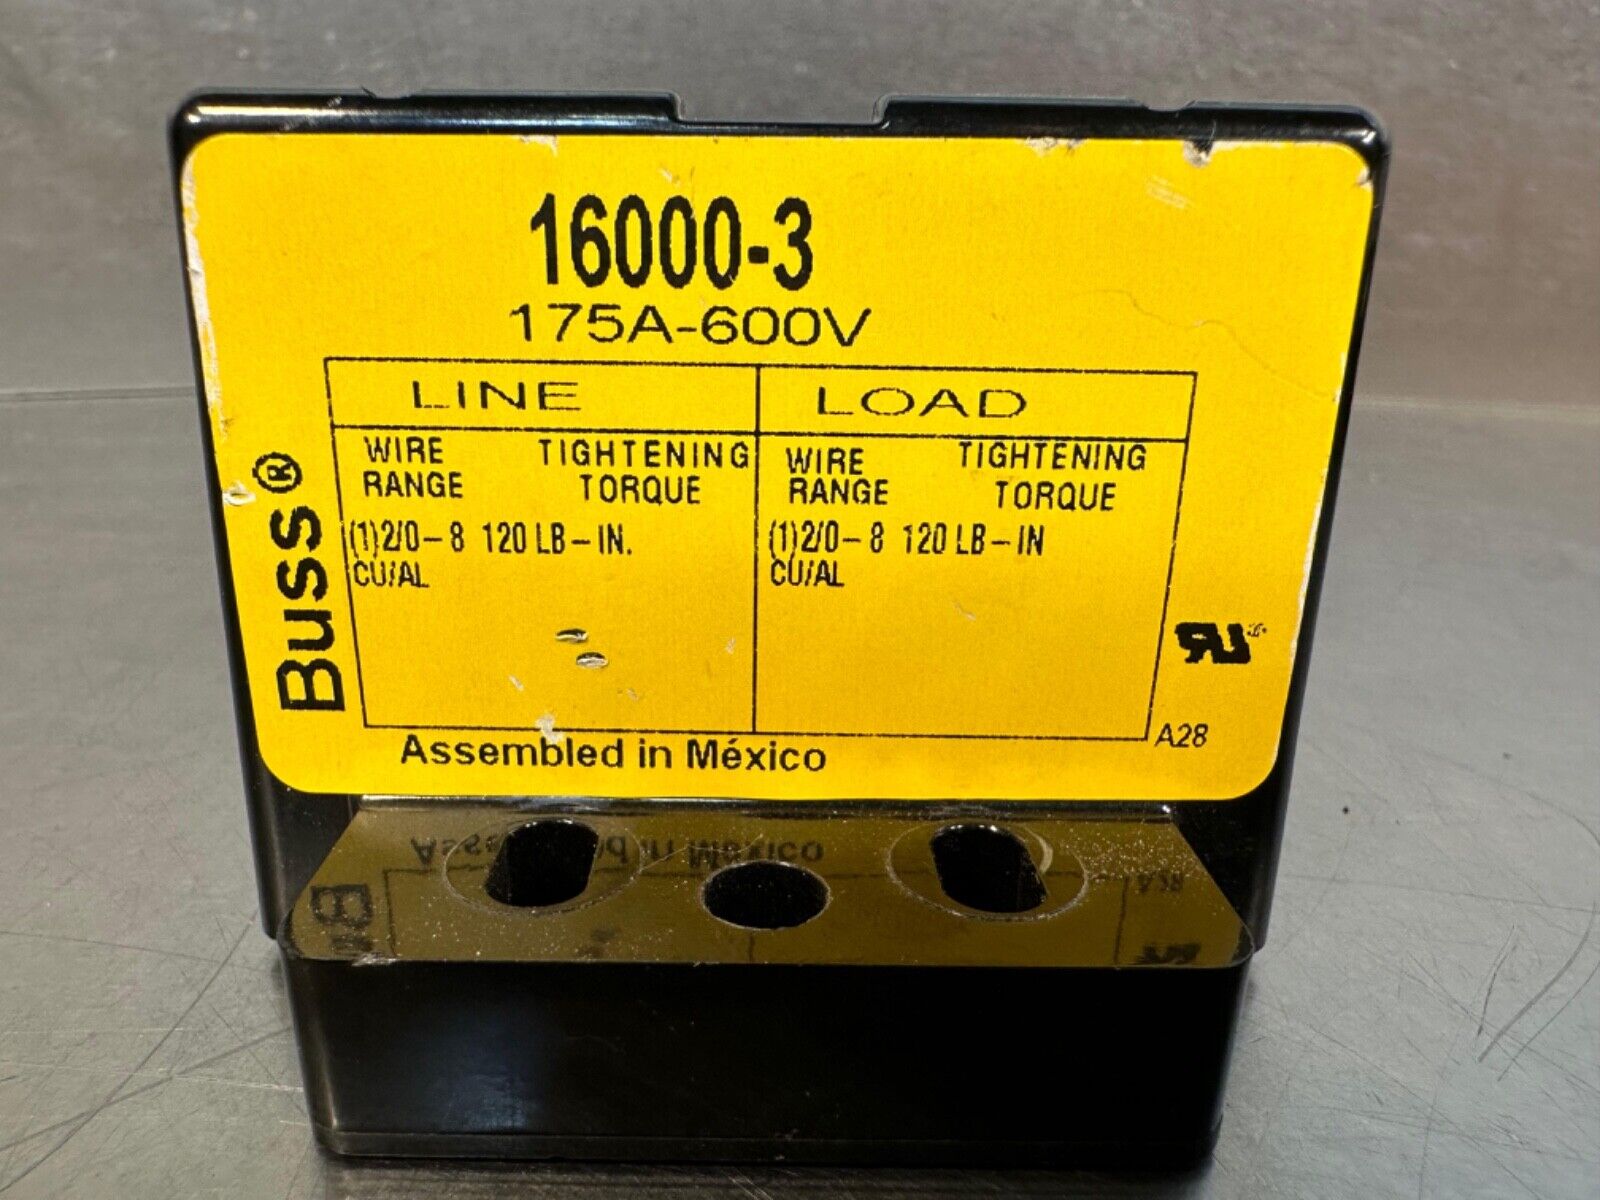 16000-3
175A-600V
LINE
LOAD
WIRE RANGE
TIGHTENING TORQUE
WIRE RANGE
TIGHTENING TORQUE
(1)2/0-8 120 LB-IN.
CU/AL
(1)2/0-8 120 LB-IN
CU/AL
Buss®
A28
Assembled in México